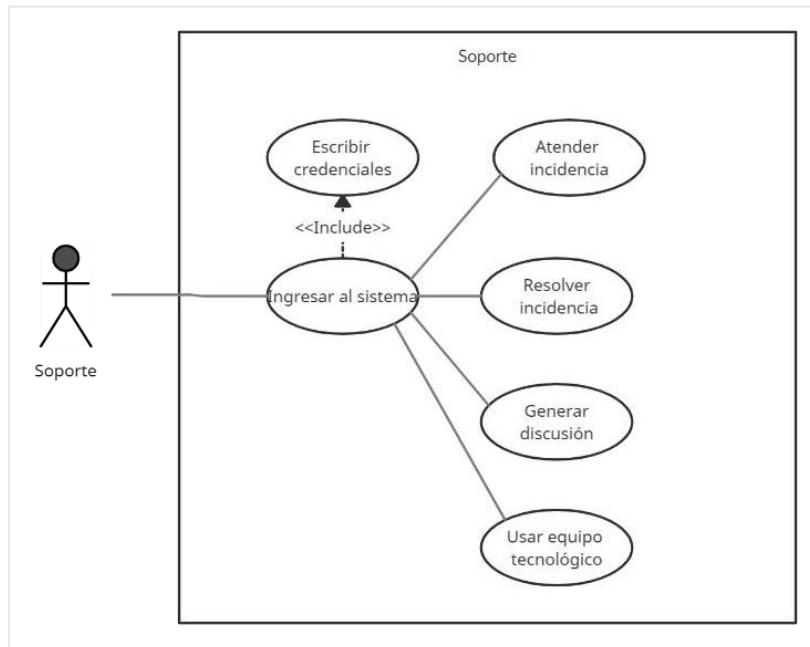 Soporte
Escribir
credenciales
Atender
incidencia
<<Include>>
Ingresar al sistema
Resolver
incidencia
Soporte
Generar
discusión
Usar equipo
tecnológico